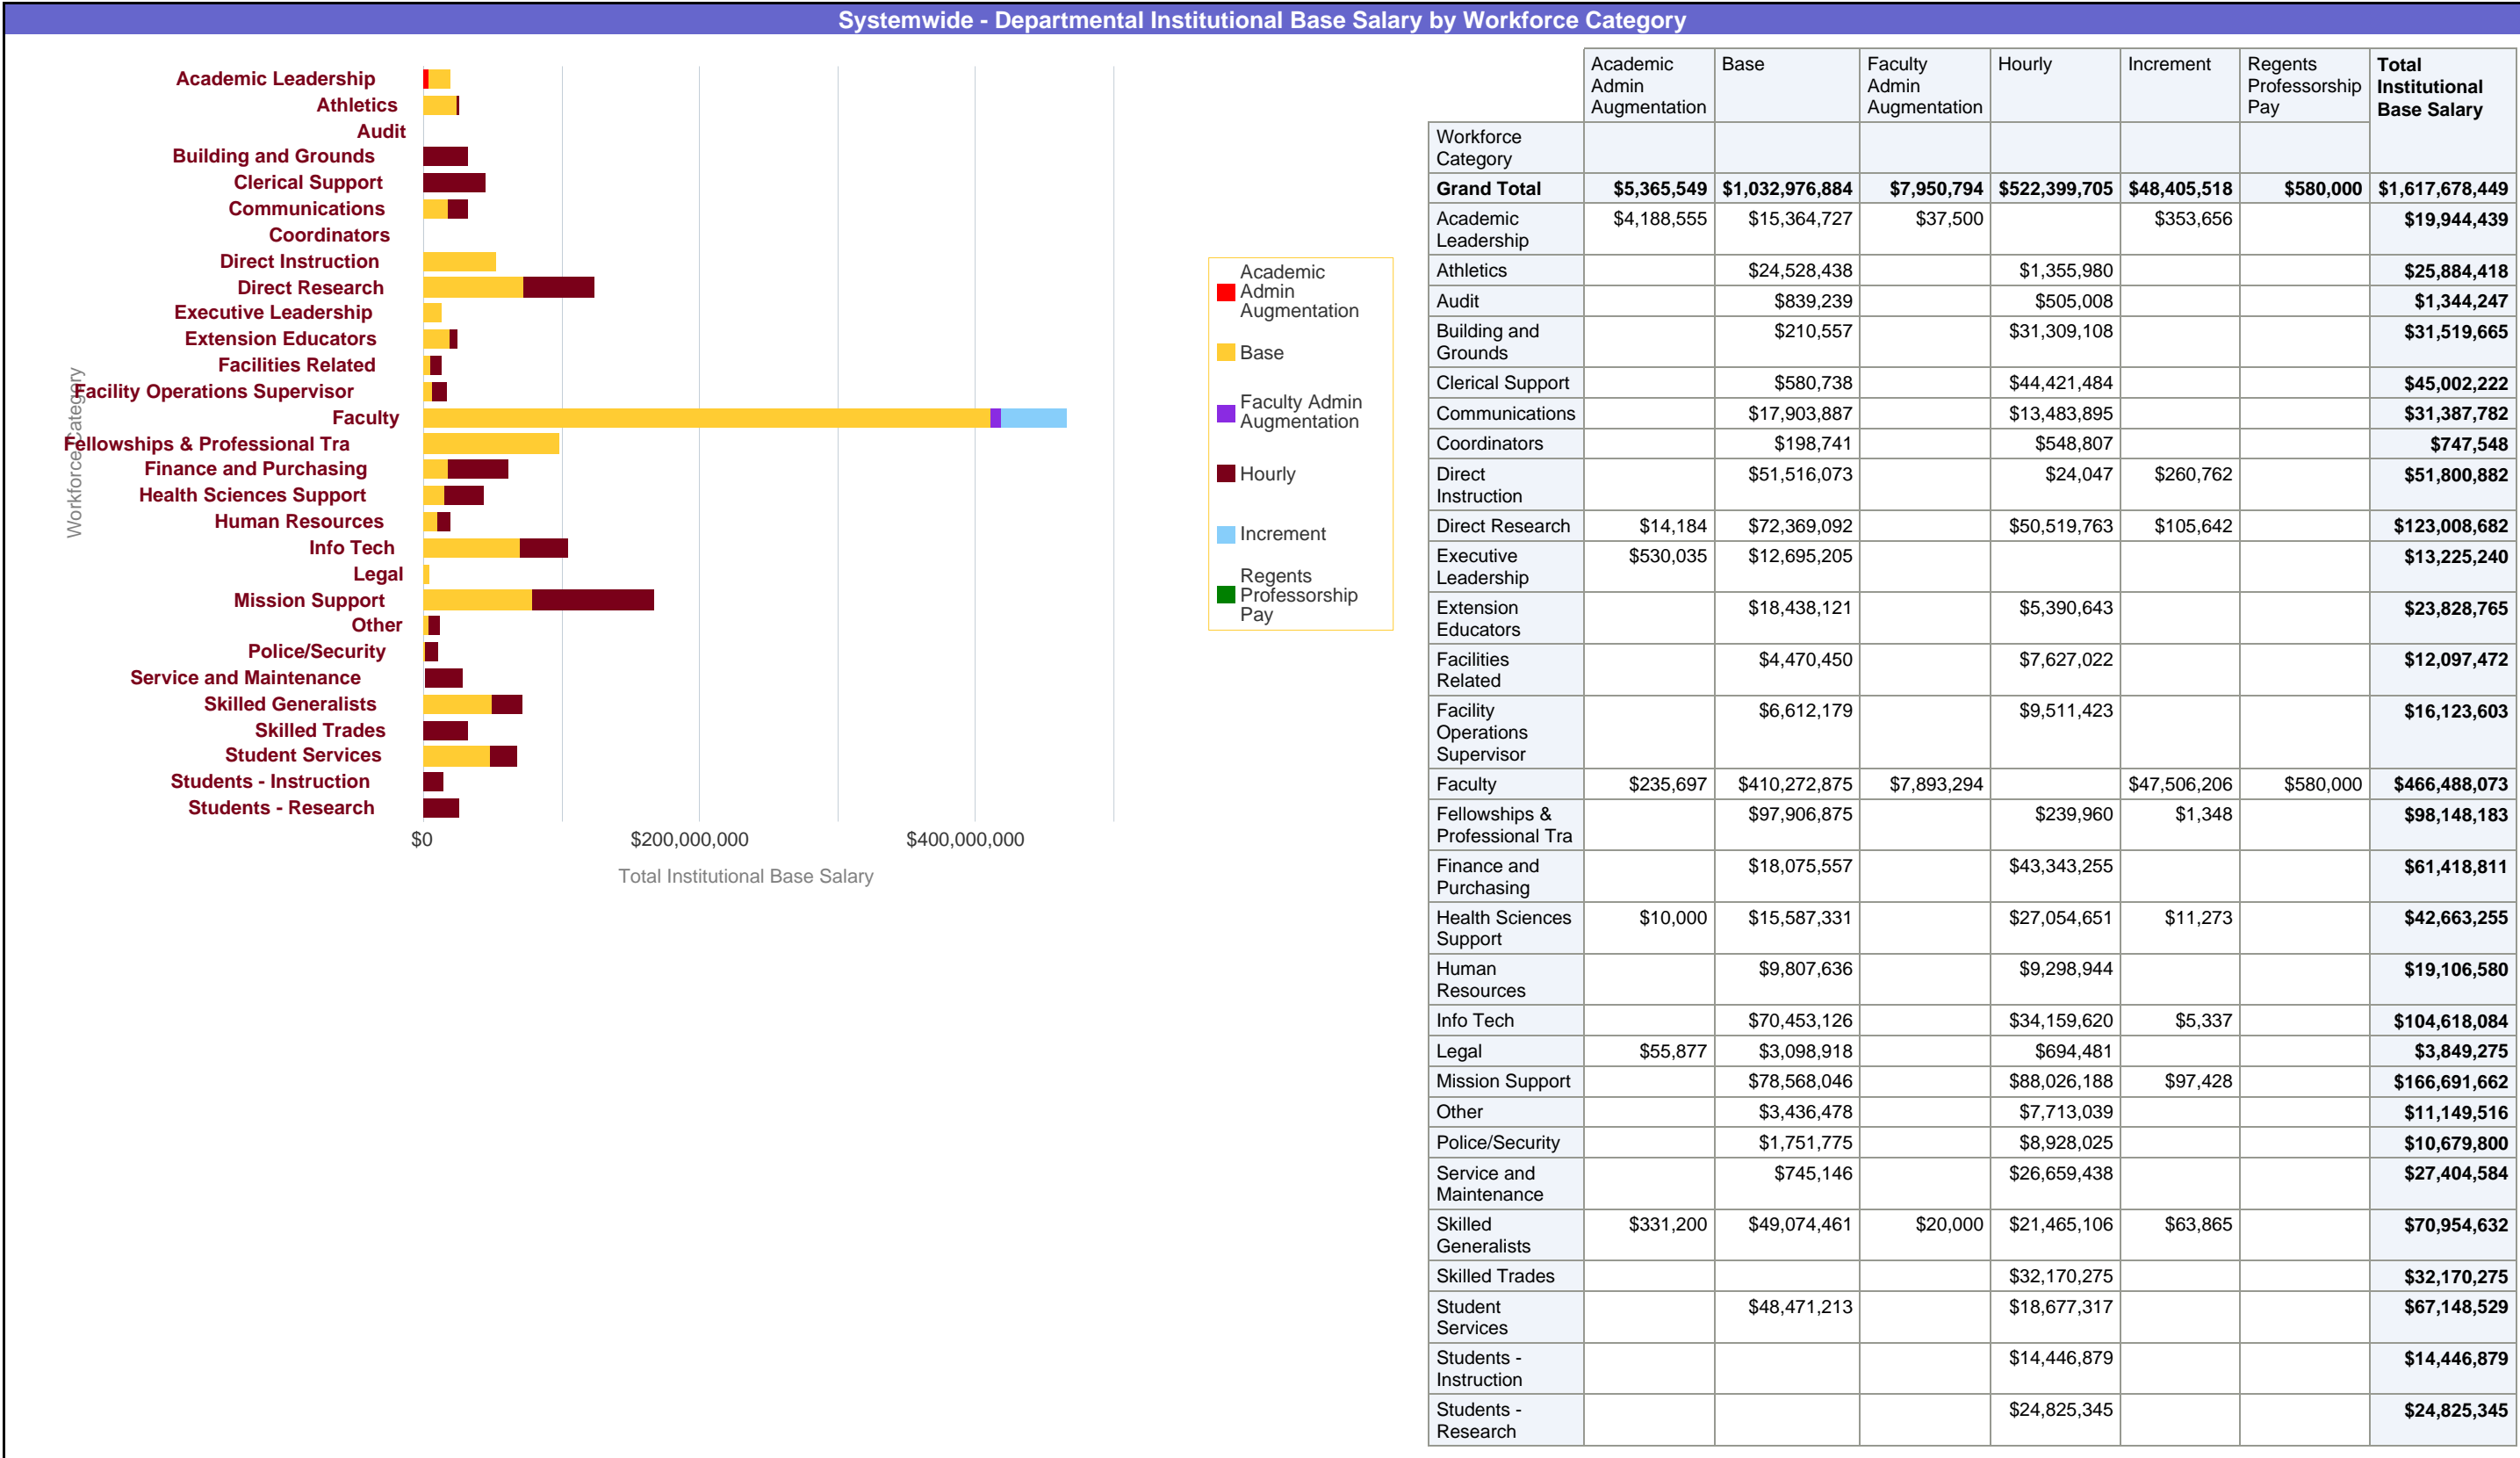 Systemwide - Departmental Institutional Base Salary by Workforce Category
Workforce Category
Academic Leadership
Athletics
Audit
Building and Grounds
Clerical Support
Communications
Coordinators
Direct Instruction
Direct Research
Executive Leadership
Extension Educators
Facilities Related
Facility Operations Supervisor
Faculty
Fellowships & Professional Tra
Finance and Purchasing
Health Sciences Support
Human Resources
Info Tech
Legal
Mission Support
Other
Police/Security
Service and Maintenance
Skilled Generalists
Skilled Trades
Student Services
Students - Instruction
Students - Research
$0 $200,000,000 $400,000,000
Total Institutional Base Salary
Academic
Admin
Augmentation
Base
Faculty Admin
Augmentation
Hourly
Increment
Regents
Professorship
Pay
Academic Base Faculty Hourly Increment Regents Total
Admin Admin Professorship Institutional
Augmentation Augmentation Pay Base Salary
Workforce
Category
Grand Total $5,365,549 $1,032,976,884 $7,950,794 $522,399,705 $48,405,518 $580,000 $1,617,678,449
Academic $4,188,555 $15,364,727 $37,500 $353,656 $19,944,439
Leadership
Athletics $24,528,438 $1,355,980 $25,884,418
Audit $839,239 $505,008 $1,344,247
Building and $210,557 $31,309,108 $31,519,665
Grounds
Clerical Support $580,738 $44,421,484 $45,002,222
Communications $17,903,887 $13,483,895 $31,387,782
Coordinators $198,741 $548,807 $747,548
Direct $51,516,073 $24,047 $260,762 $51,800,882
Instruction
Direct Research $14,184 $72,369,092 $50,519,763 $105,642 $123,008,682
Executive $530,035 $12,695,205 $13,225,240
Leadership
Extension $18,438,121 $5,390,643 $23,828,765
Educators
Facilities $4,470,450 $7,627,022 $12,097,472
Related
Facility $6,612,179 $9,511,423 $16,123,603
Operations
Supervisor
Faculty $235,697 $410,272,875 $7,893,294 $47,506,206 $580,000 $466,488,073
Fellowships & $97,906,875 $239,960 $1,348 $98,148,183
Professional Tra
Finance and $18,075,557 $43,343,255 $61,418,811
Purchasing
Health Sciences $10,000 $15,587,331 $27,054,651 $11,273 $42,663,255
Support
Human $9,807,636 $9,298,944 $19,106,580
Resources
Info Tech $70,453,126 $34,159,620 $5,337 $104,618,084
Legal $55,877 $3,098,918 $694,481 $3,849,275
Mission Support $78,568,046 $88,026,188 $97,428 $166,691,662
Other $3,436,478 $7,713,039 $11,149,516
Police/Security $1,751,775 $8,928,025 $10,679,800
Service and $745,146 $26,659,438 $27,404,584
Maintenance
Skilled $331,200 $49,074,461 $20,000 $21,465,106 $63,865 $70,954,632
Generalists
Skilled Trades $32,170,275 $32,170,275
Student $48,471,213 $18,677,317 $67,148,529
Services
Students - $14,446,879 $14,446,879
Instruction
Students - $24,825,345 $24,825,345
Research